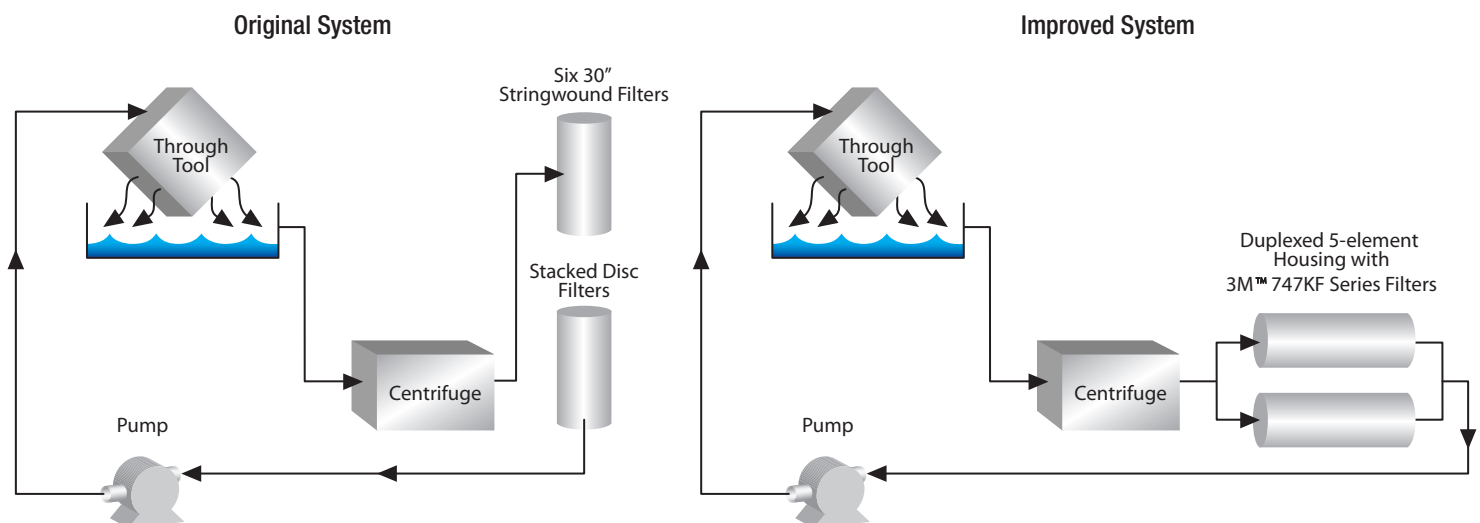 Original System
Six 30”
Stringwound Filters
Through
Tool
Stacked Disc
Filters
Centrifuge
Pump
Improved System
Through
Tool
Duplexed 5-element
Housing with
3M™ 747KF Series Filters
Centrifuge
Pump